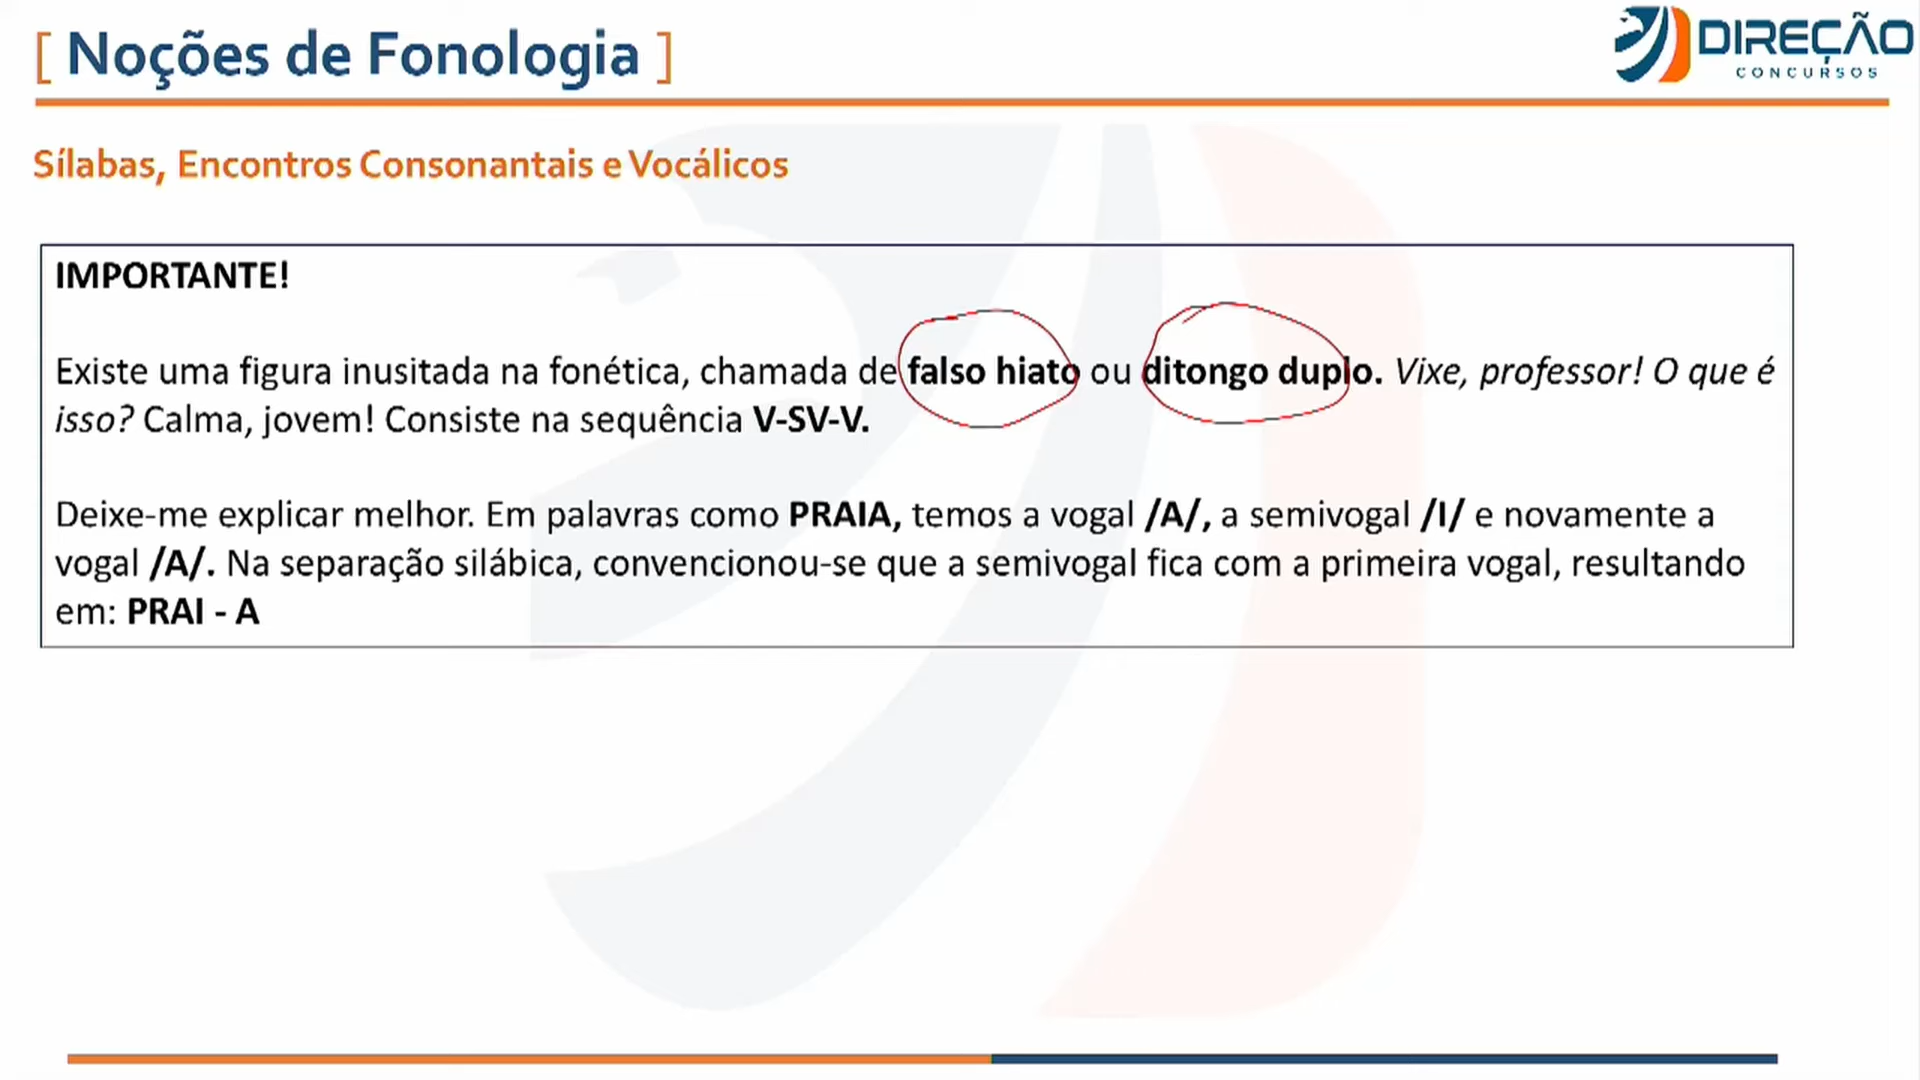 [ Noções de Fonologia ]
DIREÇÃO
CONCURSOS
Sílabas, Encontros Consonantais e Vocálicos
IMPORTANTE!
Existe uma figura inusitada na fonética, chamada de falso hiato ou ditongo duplo. Vixe, professor! O que é
isso? Calma, jovem! Consiste na sequência V-SV-V.
Deixe-me explicar melhor. Em palavras como PRAIA, temos a vogal /A/, a semivogal /I/ e novamente a
vogal /A/. Na separação silábica, convencionou-se que a semivogal fica com a primeira vogal, resultando
em: PRAI - A